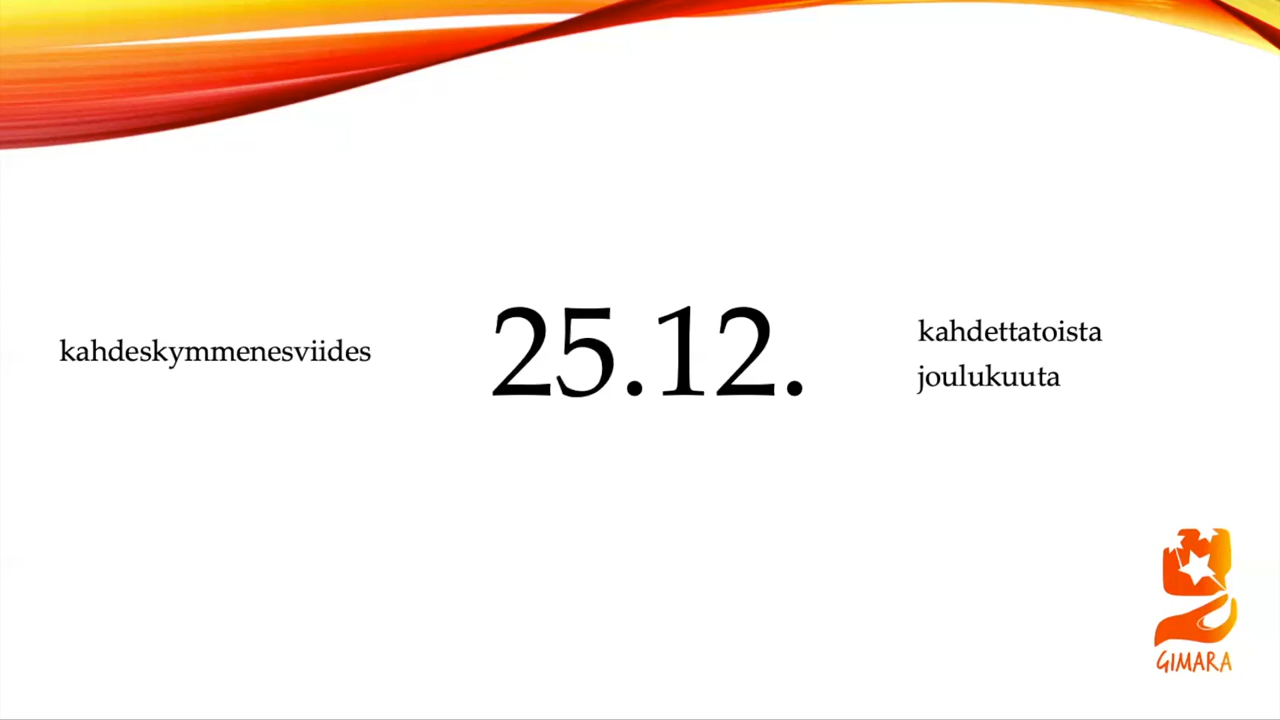 kahdeskymmenesviides
25.12.
kahdettatoista
joulukuuta
GIMARA